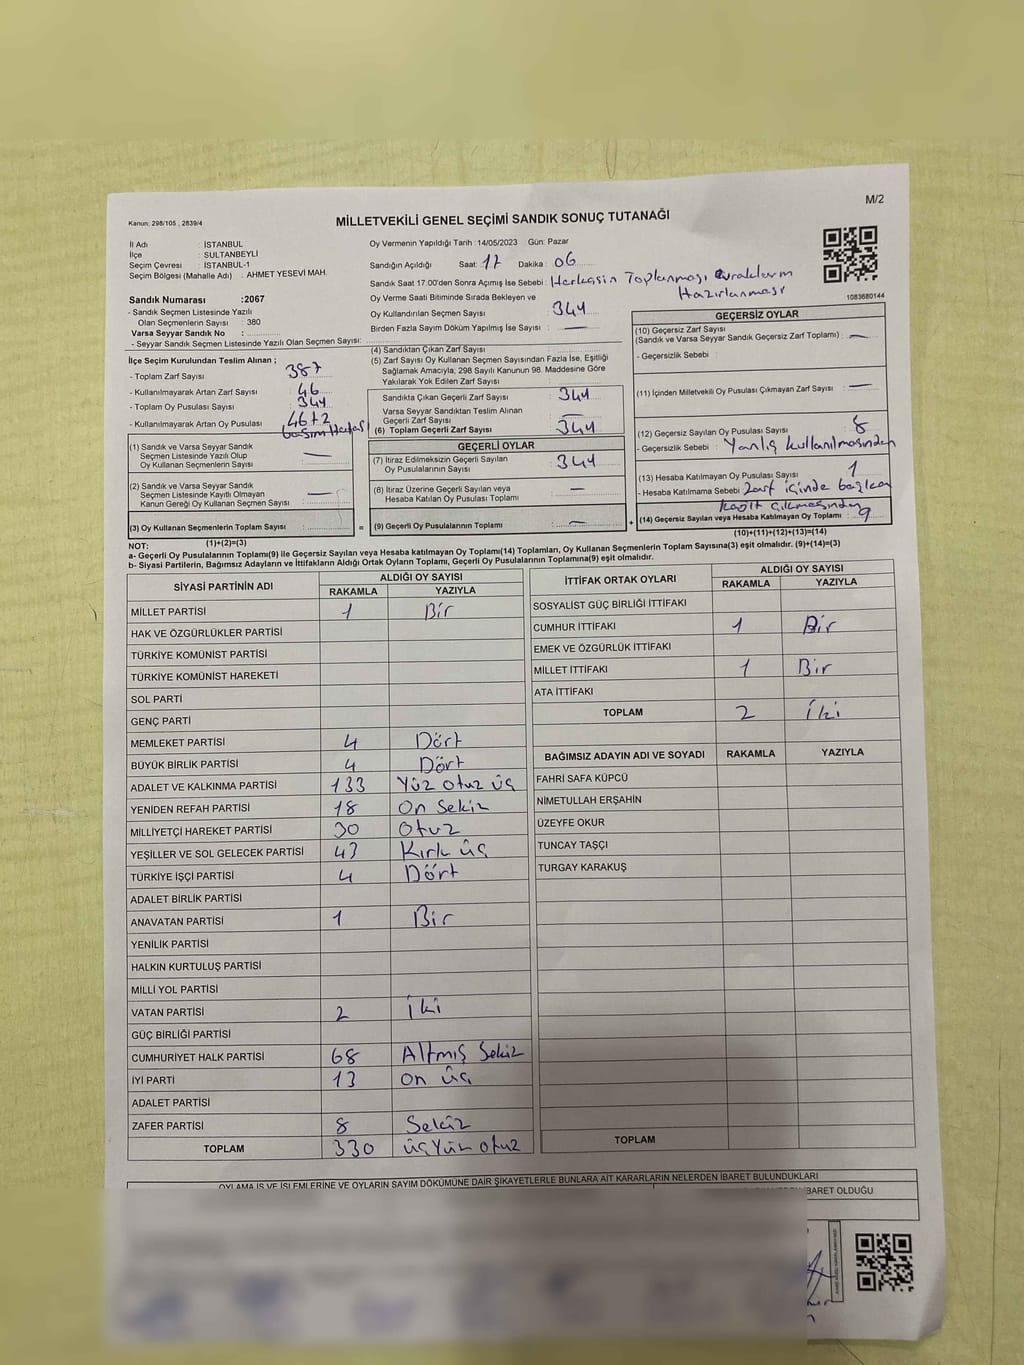 M/2
Kanun: 298/105 , 2839/4
MİLLETVEKİLİ GENEL SEÇİMİ SANDIK SONUÇ TUTANAĞI
İl Adı : İSTANBUL
İlçe : SULTANBEYLİ
Seçim Çevresi : İSTANBUL-1
Seçim Bölgesi (Mahalle Adı) : AHMET YESEVİ MAH.
Sandık Numarası :2067
- Sandık Seçmen Listesinde Yazılı
Olan Seçmenlerin Sayısı : 380
Varsa Seyyar Sandık No :
- Seyyar Sandık Seçmen Listesinde Yazılı Olan Seçmen Sayısı:
Oy Vermenin Yapıldığı Tarih : 14/05/2023 Gün: Pazar
Sandığın Açıldığı Saat: 17 Dakika : 06
Sandık Saat 17.00'den Sonra Açımış İse Sebebi : Herkesin Toplanması Evrakların
Hazırlanması
Oy Verme Saati Bitiminde Sırada Bekleyen ve
Oy Kullandırılan Seçmen Sayısı : 344
Birden Fazla Sayım Döküm Yapılmış İse Sayısı : —
1083680144
İlçe Seçim Kurulundan Teslim Alınan ;
- Toplam Zarf Sayısı : 387
- Kullanılmayarak Artan Zarf Sayısı : 46
- Toplam Oy Pusulası Sayısı : 344
- Kullanılmayarak Artan Oy Pusulası : 46+2
basım Hatası
(1) Sandık ve Varsa Seyyar Sandık
Seçmen Listesinde Yazılı Olup
Oy Kullanan Seçmenlerin Sayısı : —
(2) Sandık ve Varsa Seyyar Sandık
Seçmen Listesinde Kayıtlı Olmayan
Kanun Gereği Oy Kullanan Seçmen Sayısı : —
(3) Oy Kullanan Seçmenlerin Toplam Sayısı :
(1)+(2)=(3)
(4) Sandıktan Çıkan Zarf Sayısı :
(5) Zarf Sayısı Oy Kullanan Seçmen Sayısından Fazla İse, Eşitliği
Sağlamak Amacıyla, 298 Sayılı Kanunun 98. Maddesine Göre
Yakılarak Yok Edilen Zarf Sayısı :
Sandıkta Çıkan Geçerli Zarf Sayısı : 344
Varsa Seyyar Sandıktan Teslim Alınan
Geçerli Zarf Sayısı : —
(6) Toplam Geçerli Zarf Sayısı : 344
GEÇERLİ OYLAR
(7) İtiraz Edilmeksizin Geçerli Sayılan
Oy Pusulalarının Sayısı : 344
(8) İtiraz Üzerine Geçerli Sayılan veya
Hesaba Katılan Oy Pusulaları Toplamı : —
= (9) Geçerli Oy Pusulalarının Toplamı : —
GEÇERSİZ OYLAR
(10) Geçersiz Zarf Sayısı
(Sandık ve Varsa Seyyar Sandık Geçersiz Zarf Toplamı) : —
- Geçersizlik Sebebi :
(11) İçinden Milletvekili Oy Pusulası Çıkmayan Zarf Sayısı : —
(12) Geçersiz Sayılan Oy Pusulası Sayısı : 8
- Geçersizlik Sebebi : Yanlış kullanılmasından
(13) Hesaba Katılmayan Oy Pusulası Sayısı : 1
- Hesaba Katılmama Sebebi : Zarf içinde başka
kağıt çıkmasından
+ (14) Geçersiz Sayılan veya Hesaba Katılmayan Oy Toplamı : 9
(10)+(11)+(12)+(13)=(14)
NOT:
a- Geçerli Oy Pusulalarının Toplamı(9) ile Geçersiz Sayılan veya Hesaba katılmayan Oy Toplamı(14) Toplamları, Oy Kullanan Seçmenlerin Toplam Sayısına(3) eşit olmalıdır. (9)+(14)=(3)
b- Siyasi Partilerin, Bağımsız Adayların ve İttifakların Aldığı Ortak Oyların Toplamı, Geçerli Oy Pusulalarının Toplamına(9) eşit olmalıdır.
SİYASİ PARTİNİN ADI ALDIĞI OY SAYISI
RAKAMLA YAZIYLA
MİLLET PARTİSİ 1 Bir
HAK VE ÖZGÜRLÜKLER PARTİSİ
TÜRKİYE KOMÜNİST PARTİSİ
TÜRKİYE KOMÜNİST HAREKETİ
SOL PARTİ
GENÇ PARTİ
MEMLEKET PARTİSİ 4 Dört
BÜYÜK BİRLİK PARTİSİ 4 Dört
ADALET VE KALKINMA PARTİSİ 133 Yüz otuz üç
YENİDEN REFAH PARTİSİ 18 On Sekiz
MİLLİYETÇİ HAREKET PARTİSİ 30 Otuz
YEŞİLLER VE SOL GELECEK PARTİSİ 43 Kırk üç
TÜRKİYE İŞÇİ PARTİSİ 4 Dört
ADALET BİRLİK PARTİSİ
ANAVATAN PARTİSİ 1 Bir
YENİLİK PARTİSİ
HALKIN KURTULUŞ PARTİSİ
MİLLİ YOL PARTİSİ
VATAN PARTİSİ 2 İki
GÜÇ BİRLİĞİ PARTİSİ
CUMHURİYET HALK PARTİSİ 68 Altmış Sekiz
İYİ PARTİ 13 On üç
ADALET PARTİSİ
ZAFER PARTİSİ 8 Sekiz
TOPLAM 330 üçYüz otuz
İTTİFAK ORTAK OYLARI ALDIĞI OY SAYISI
RAKAMLA YAZIYLA
SOSYALİST GÜÇ BİRLİĞİ İTTİFAKI
CUMHUR İTTİFAKI 1 Bir
EMEK VE ÖZGÜRLÜK İTTİFAKI
MİLLET İTTİFAKI 1 Bir
ATA İTTİFAKI
TOPLAM 2 İki
BAĞIMSIZ ADAYIN ADI VE SOYADI RAKAMLA YAZIYLA
FAHRİ SAFA KÜPCÜ
NİMETULLAH ERŞAHİN
ÜZEYFE OKUR
TUNCAY TAŞÇI
TURGAY KARAKUŞ
TOPLAM
OYLAMA İŞ VE İŞLEMLERİNE VE OYLARIN SAYIM DÖKÜMÜNE DAİR ŞİKAYETLERLE BUNLARA AİT KARARLARIN NELERDEN İBARET BULUNDUKLARI
İBARET OLDUĞU